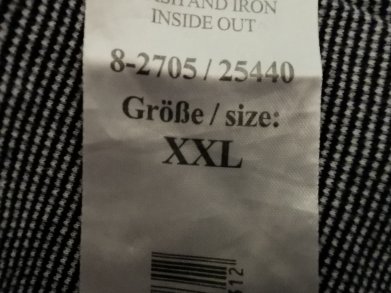 AND IRON
INSIDE OUT
8-2705 / 25440
Größe / size:
XXL